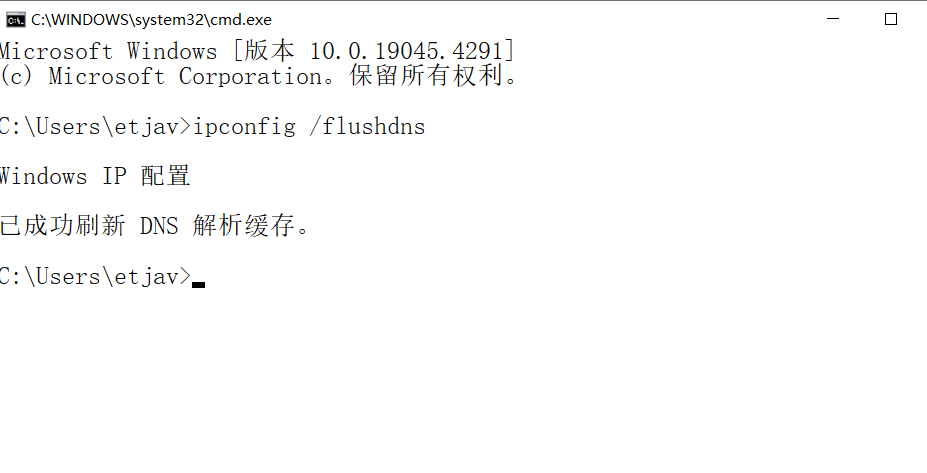 C:\WINDOWS\system32\cmd.exe
Microsoft Windows [版本 10.0.19045.4291]
(c) Microsoft Corporation。保留所有权利。
C:\Users\etjav>ipconfig /flushdns
Windows IP 配置
已成功刷新 DNS 解析缓存。
C:\Users\etjav>